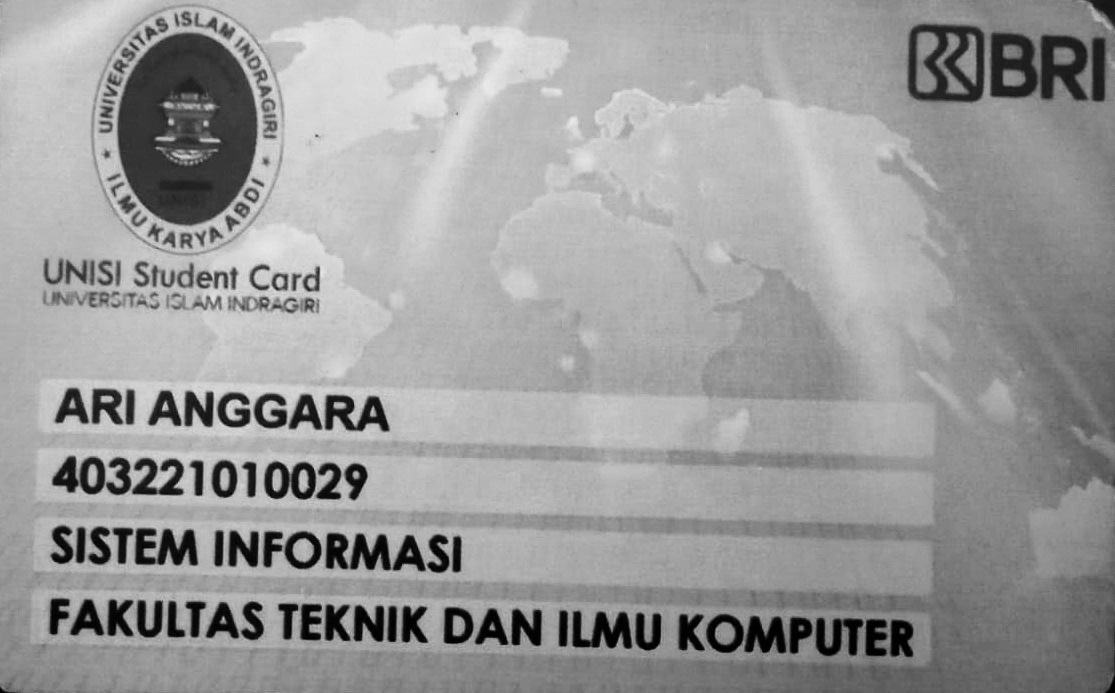 UNIVERSITAS ISLAM INDRAGIRI
ILMU KARYA ABDI
BRI
UNISI Student Card
UNIVERSITAS ISLAM INDRAGIRI
ARI ANGGARA
403221010029
SISTEM INFORMASI
FAKULTAS TEKNIK DAN ILMU KOMPUTER